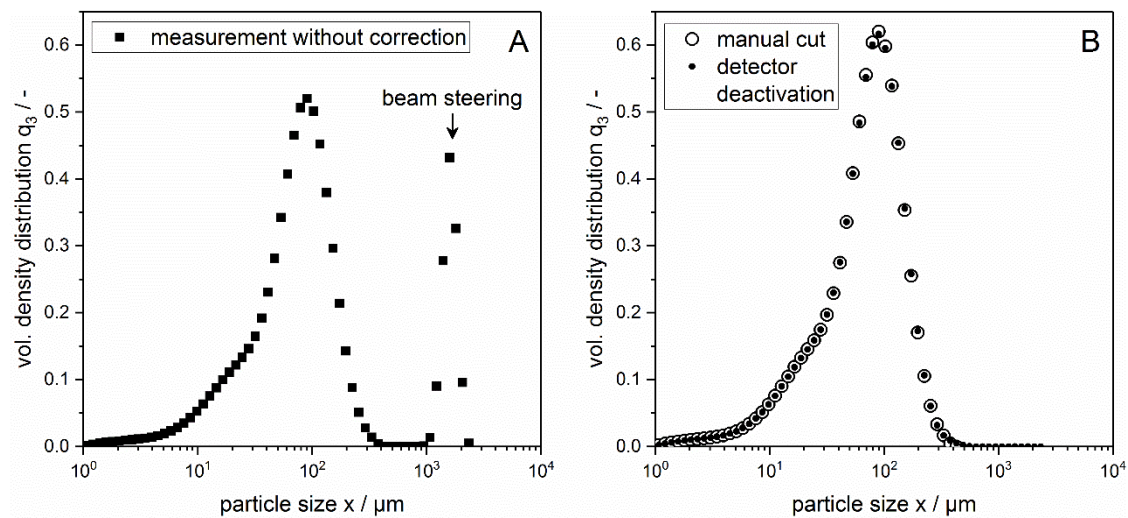 measurement without correction
A
beam steering
0.6
0.5
0.4
0.3
0.2
0.1
0.0
vol. density distribution q3 / -
10^0
10^1
10^2
10^3
10^4
particle size x / µm
manual cut
detector
deactivation
B
0.6
0.5
0.4
0.3
0.2
0.1
0.0
vol. density distribution q3 / -
10^0
10^1
10^2
10^3
10^4
particle size x / µm